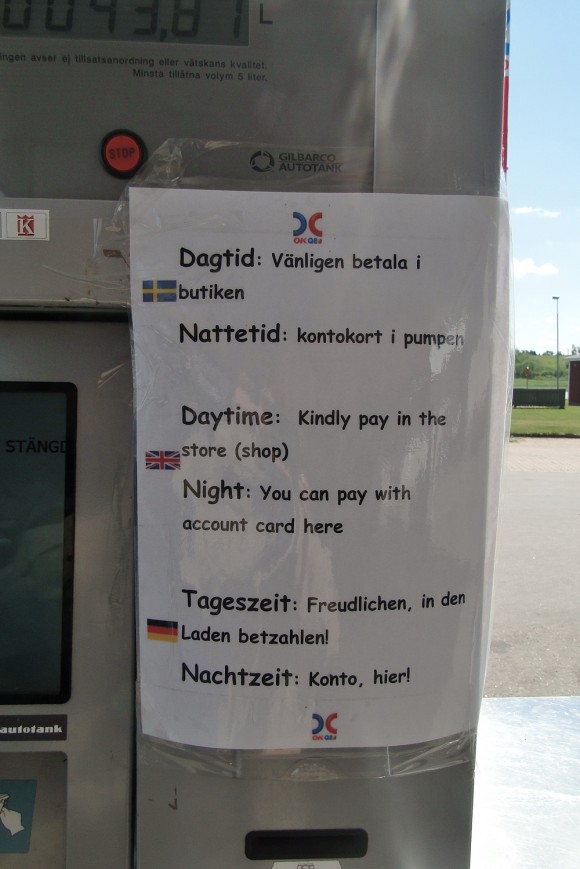 0043,81 L
ingen avser ej tillsatsanordning eller vätskans kvalitet.
Minsta tillåtna volym 5 liter.
STOP
GILBARCO
AUTOTANK
K
OKQ8
Dagtid: Vänligen betala i
butiken
Nattetid: kontokort i pumpen
STÄNGD
Daytime: Kindly pay in the
store (shop)
Night: You can pay with
account card here
Tageszeit: Freudlichen, in den
Laden betzahlen!
Nachtzeit: Konto, hier!
OKQ8
autotank